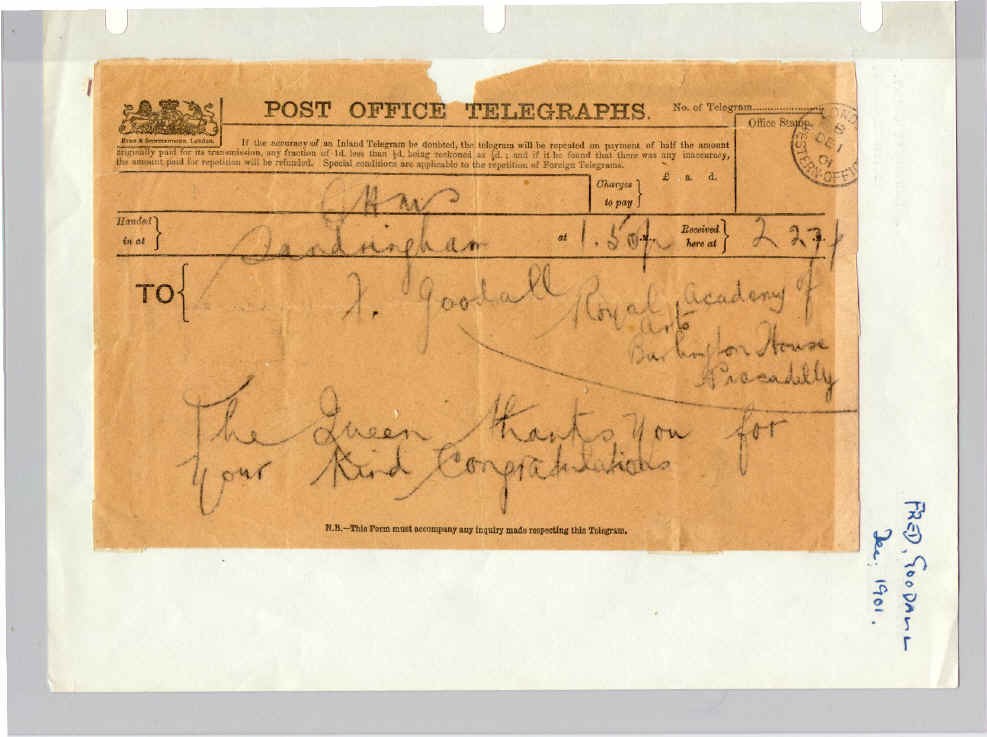 POST OFFICE TELEGRAPHS.
No. of Telegram
Office Stamp.
If the accuracy of an Inland Telegram be doubted, the telegram will be repeated on payment of half the amount
originally paid for its transmission, any fraction of 1d. less than ½d. being reckoned as ½d.; and if it be found that there was any inaccuracy,
the amount paid for repetition will be refunded. Special conditions are applicable to the repetition of Foreign Telegrams.
Charges
to pay
£ s. d.
OHMS
Handed
in at
Sandringham
at 1.50p
Received
here at
2 27p
TO
F. Goodall Royal Academy of
Arts
Burlington House
Piccadilly
The Queen thanks you for
your kind Congratulations
N.B.—This Form must accompany any inquiry made respecting this Telegram.
DE 1
01
FRED. GOODALL
Dec. 1901.